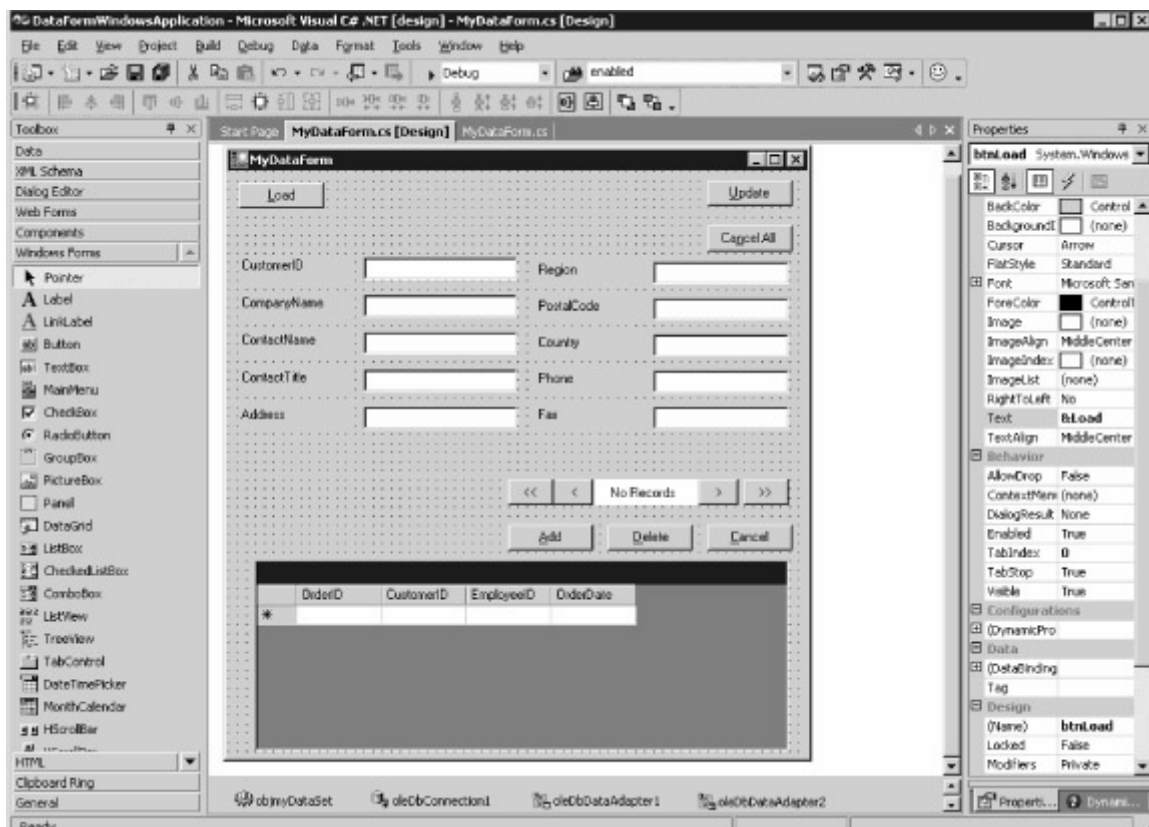 DataFormWindowsApplication - Microsoft Visual C# .NET [design] - MyDataForm.cs [Design]
File Edit View Project Build Debug Data Format Tools Window Help
Debug enabled
Toolbox
Data
XML Schema
Dialog Editor
Web Forms
Components
Windows Forms
Pointer
Label
LinkLabel
Button
TextBox
MainMenu
CheckBox
RadioButton
GroupBox
PictureBox
Panel
DataGrid
ListBox
CheckedListBox
ComboBox
ListView
TreeView
TabControl
DateTimePicker
MonthCalendar
HScrollBar
HTML
Clipboard Ring
General
Ready
Start Page MyDataForm.cs [Design] MyDataForm.cs
MyDataForm
Load Update
Cancel All
CustomerID Region
CompanyName PostalCode
ContactName Country
ContactTitle Phone
Address Fax
<< < No Records > >>
Add Delete Cancel
OrderID CustomerID EmployeeID OrderDate
*
objmyDataSet oleDbConnection1 oleDbDataAdapter1 oleDbDataAdapter2
Properties
btnLoad System.Windows
BackColor Control
BackgroundI (none)
Cursor Arrow
FlatStyle Standard
Font Microsoft San
ForeColor Control
Image (none)
ImageAlign MiddleCenter
ImageIndex (none)
ImageList (none)
RightToLeft No
Text &Load
TextAlign MiddleCenter
Behavior
AllowDrop False
ContextMen (none)
DialogResult None
Enabled True
TabIndex 0
TabStop True
Visible True
Configurations
(DynamicPro
Data
(DataBinding
Tag
Design
(Name) btnLoad
Locked False
Modifiers Private
Properti... Dynami...